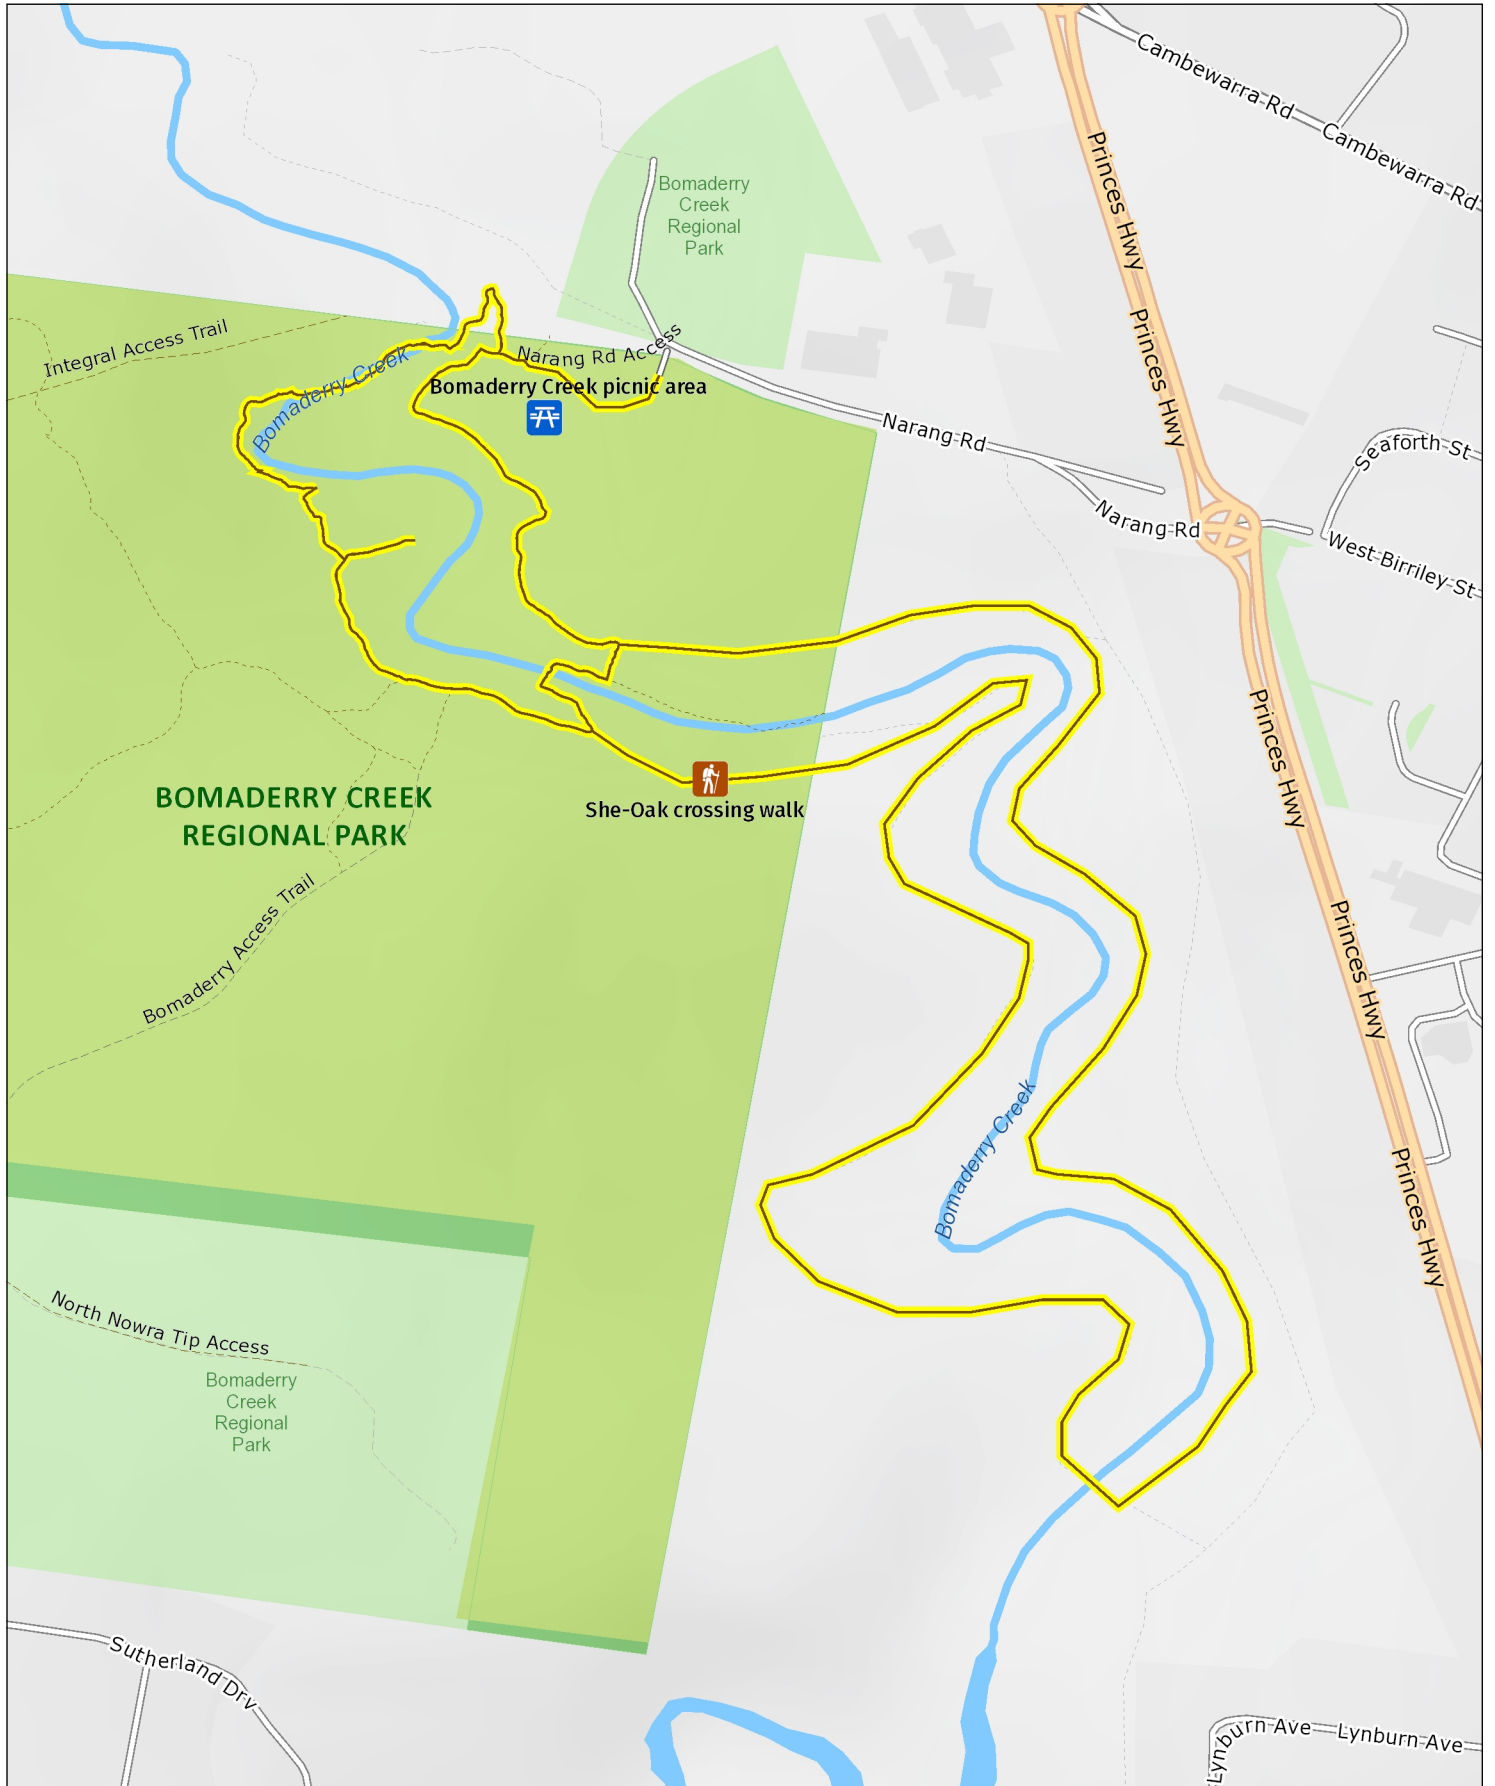 Cambewarra Rd
Cambewarra Rd
Princes Hwy
Bomaderry
Creek
Regional
Park
Integral Access Trail
Narang Rd Access
Bomaderry Creek
Bomaderry Creek picnic area
Princes Hwy
Narang Rd
Seaforth St
Narang Rd
West Birriley St
Princes Hwy
BOMADERRY CREEK
REGIONAL PARK
She-Oak crossing walk
Bomaderry Access Trail
Princes Hwy
Bomaderry Creek
Princes Hwy
North Nowra Tip Access
Bomaderry
Creek
Regional
Park
Sutherland Drv
Lynburn Ave
Lynburn Ave
Lynburn Ave